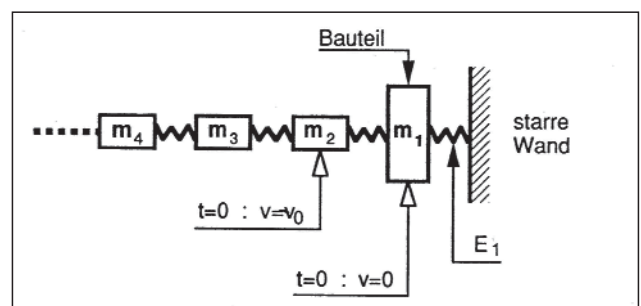 Bauteil
m₄ m₃ m₂ m₁
starre
Wand
t=0 : v=v₀
E₁
t=0 : v=0